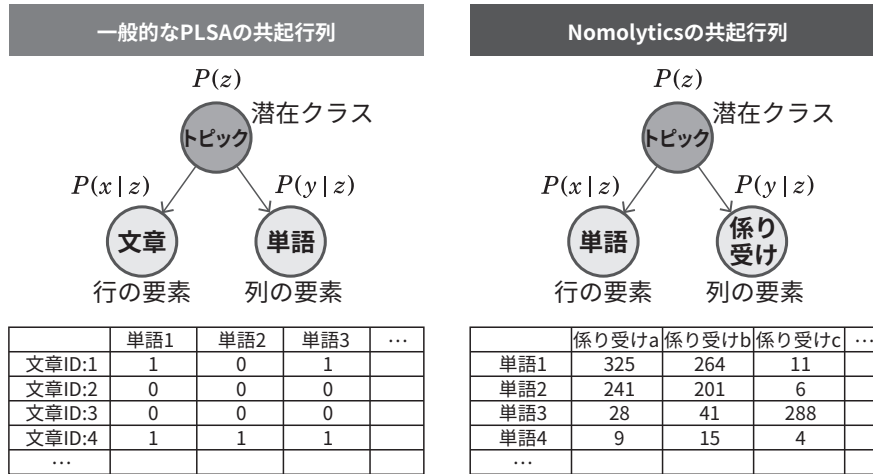 一般的なPLSAの共起行列
P(z)
潜在クラス
トピック
P(x | z)
P(y | z)
文章
単語
行の要素
列の要素
単語1 単語2 単語3 …
文章ID:1 1 0 1
文章ID:2 0 0 0
文章ID:3 0 0 0
文章ID:4 1 1 1
…
Nomolyticsの共起行列
P(z)
潜在クラス
トピック
P(x | z)
P(y | z)
単語
係り
受け
行の要素
列の要素
係り受けa 係り受けb 係り受けc …
単語1 325 264 11
単語2 241 201 6
単語3 28 41 288
単語4 9 15 4
…